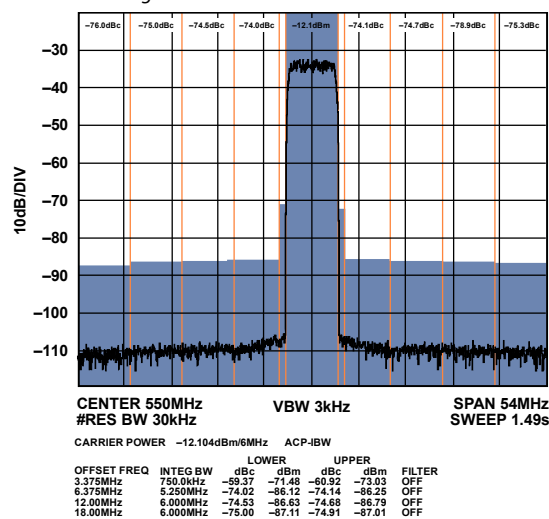 −76.0dBc −75.0dBc −74.5dBc −74.0dBc −12.1dBm −74.1dBc −74.7dBc −78.9dBc −75.3dBc
−30
−40
−50
−60
−70
−80
−90
−100
−110
10dB/DIV
CENTER 550MHz VBW 3kHz SPAN 54MHz
#RES BW 30kHz SWEEP 1.49s
CARRIER POWER −12.104dBm/6MHz ACP-IBW
LOWER UPPER
OFFSET FREQ INTEG BW dBc dBm dBc dBm FILTER
3.375MHz 750.0kHz −59.37 −71.48 −60.92 −73.03 OFF
6.375MHz 5.250MHz −74.02 −86.12 −74.14 −86.25 OFF
12.00MHz 6.000MHz −74.53 −86.63 −74.68 −86.79 OFF
18.00MHz 6.000MHz −75.00 −87.11 −74.91 −87.01 OFF